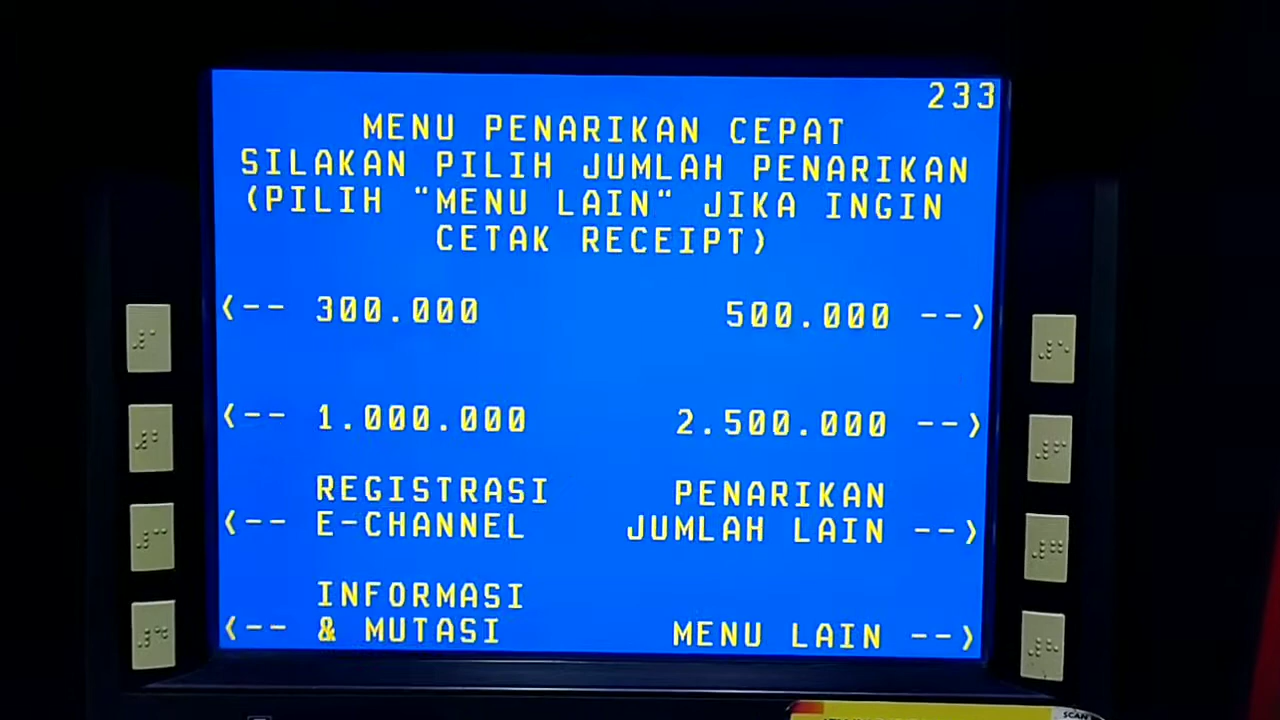 233
MENU PENARIKAN CEPAT
SILAKAN PILIH JUMLAH PENARIKAN
(PILIH "MENU LAIN" JIKA INGIN
CETAK RECEIPT)
<-- 300.000 500.000 -->
<-- 1.000.000 2.500.000 -->
REGISTRASI PENARIKAN
<-- E-CHANNEL JUMLAH LAIN -->
INFORMASI
<-- & MUTASI MENU LAIN -->
SCAN